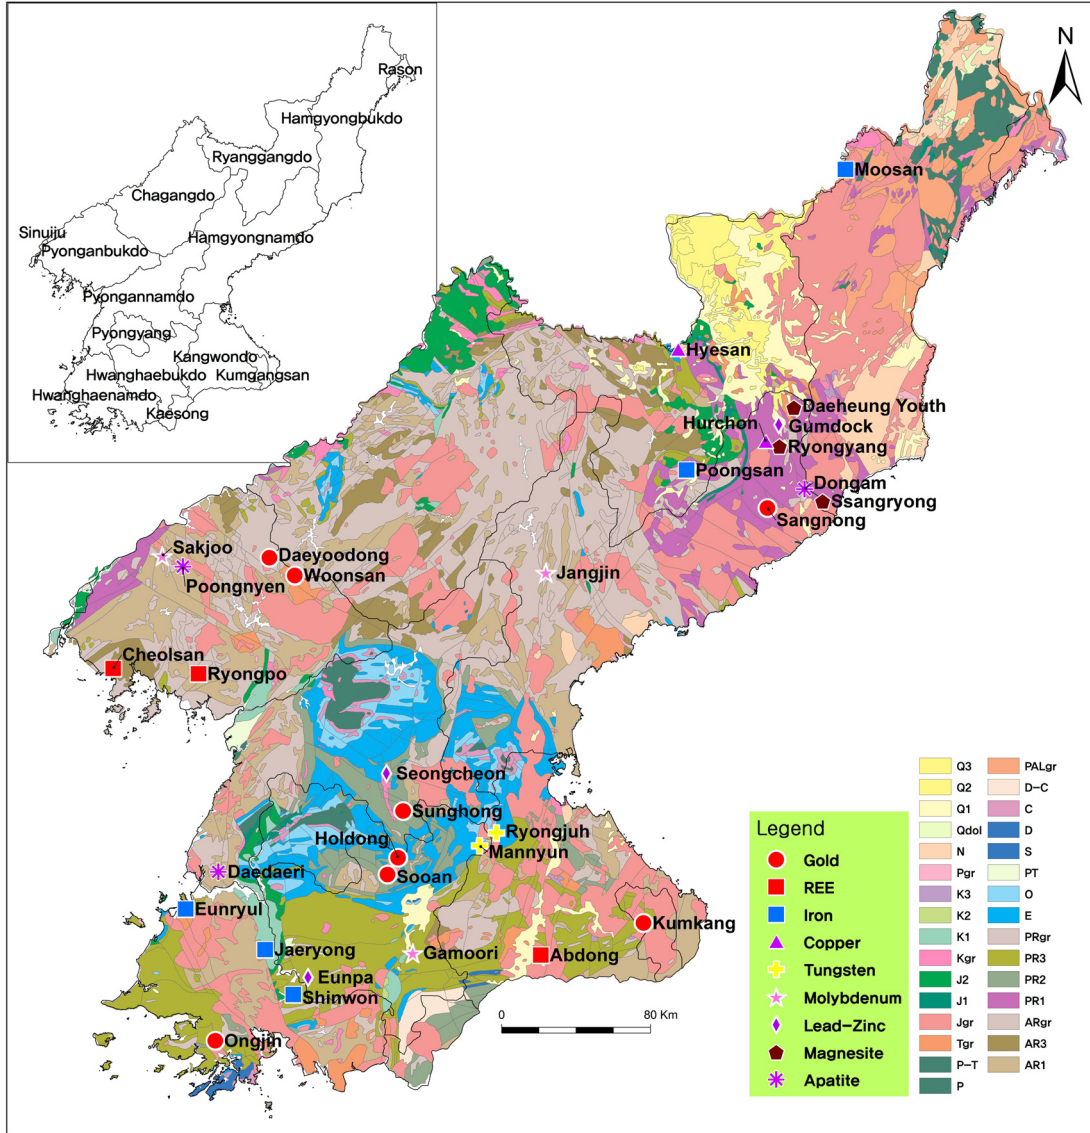 Rason
Hamgyongbukdo
Ryanggangdo
Chagangdo
Sinuiju
Hamgyongnamdo
Pyonganbukdo
Pyongannamdo
Pyongyang
Kangwondo
Hwanghaebukdo
Kumgangsan
Hwanghaenamdo
Kaesong
N
Moosan
Hyesan
Daeheung Youth
Hurchon
Gumdock
Ryongyang
Poongsan
Dongam
Ssangryong
Sangnong
Sakjoo
Daeyoodong
Poongnyen
Woonsan
Jangjin
Cheolsan
Ryongpo
Seongcheon
Sunghong
Holdong
Ryongjuh
Mannyun
Daedaeri
Sooan
Eunryul
Kumkang
Jaeryong
Gamoori
Abdong
Eunpa
Shinwon
0 80 Km
Ongjin
Legend
Gold
REE
Iron
Copper
Tungsten
Molybdenum
Lead-Zinc
Magnesite
Apatite
Q3
Q2
Q1
Qdol
N
Pgr
K3
K2
K1
Kgr
J2
J1
Jgr
Tgr
P-T
P
PALgr
D-C
C
D
S
PT
O
E
PRgr
PR3
PR2
PR1
ARgr
AR3
AR1